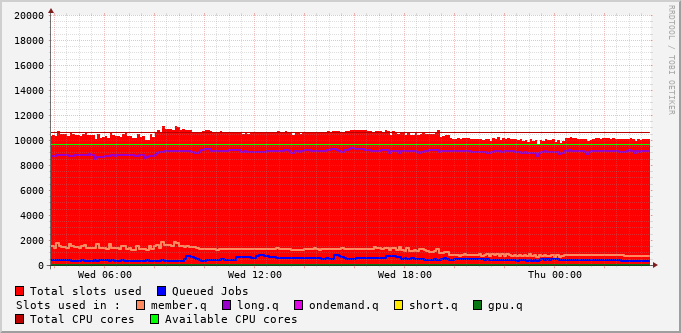 20000
18000
16000
14000
12000
10000
8000
6000
4000
2000
0
Wed 06:00 Wed 12:00 Wed 18:00 Thu 00:00
Total slots used Queued Jobs
Slots used in : member.q long.q ondemand.q short.q gpu.q
Total CPU cores Available CPU cores
RRDTOOL / TOBI OETIKER